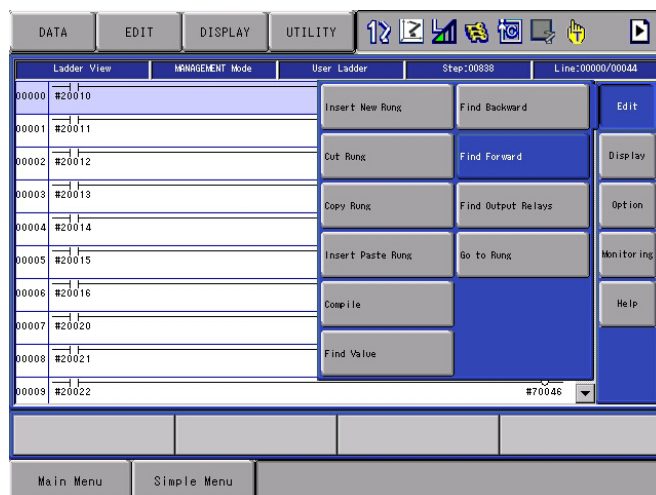 DATA EDIT DISPLAY UTILITY
Ladder View MANAGEMENT Mode User Ladder Step:00838 Line:00000/00044
00000 #20010
00001 #20011
00002 #20012
00003 #20013
00004 #20014
00005 #20015
00006 #20016
00007 #20020
00008 #20021
00009 #20022 #70046
Insert New Rung Find Backward
Cut Rung Find Forward
Copy Rung Find Output Relays
Insert Paste Rung Go to Rung
Compile
Find Value
Edit
Display
Option
Monitoring
Help
Main Menu Simple Menu